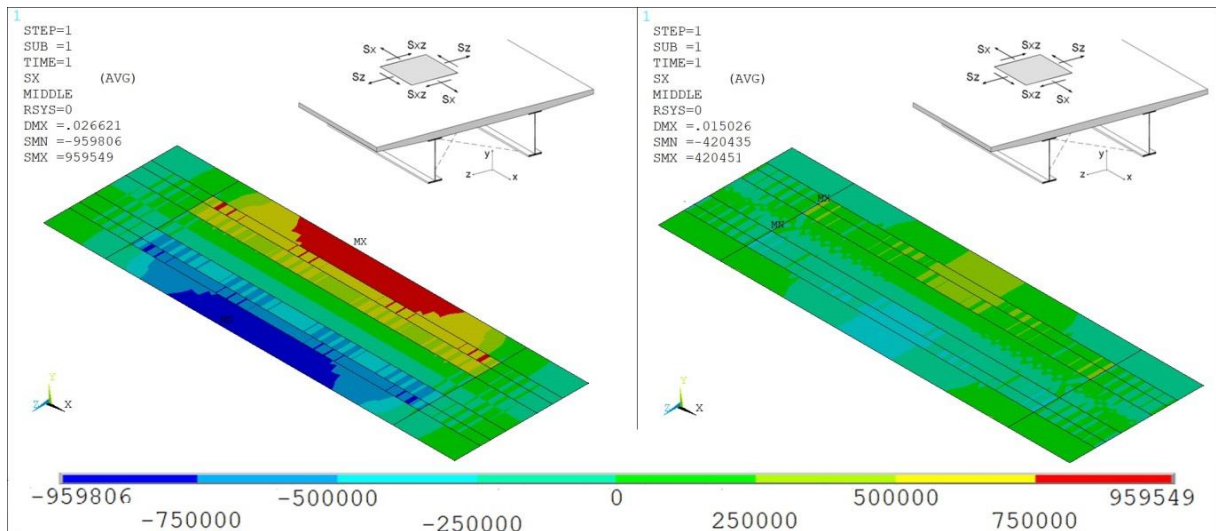 1
STEP=1
SUB =1
TIME=1
SX (AVG)
MIDDLE
RSYS=0
DMX =.026621
SMN =-959806
SMX =959549
Sx Sxz Sz
Sz Sxz Sx
y
z x
MX
Y
Z X
1
STEP=1
SUB =1
TIME=1
SX (AVG)
MIDDLE
RSYS=0
DMX =.015026
SMN =-420435
SMX =420451
Sx Sxz Sz
Sz Sxz Sx
y
z x
MX
MN
Y
Z X
-959806 -500000 0 500000 959549
-750000 -250000 250000 750000